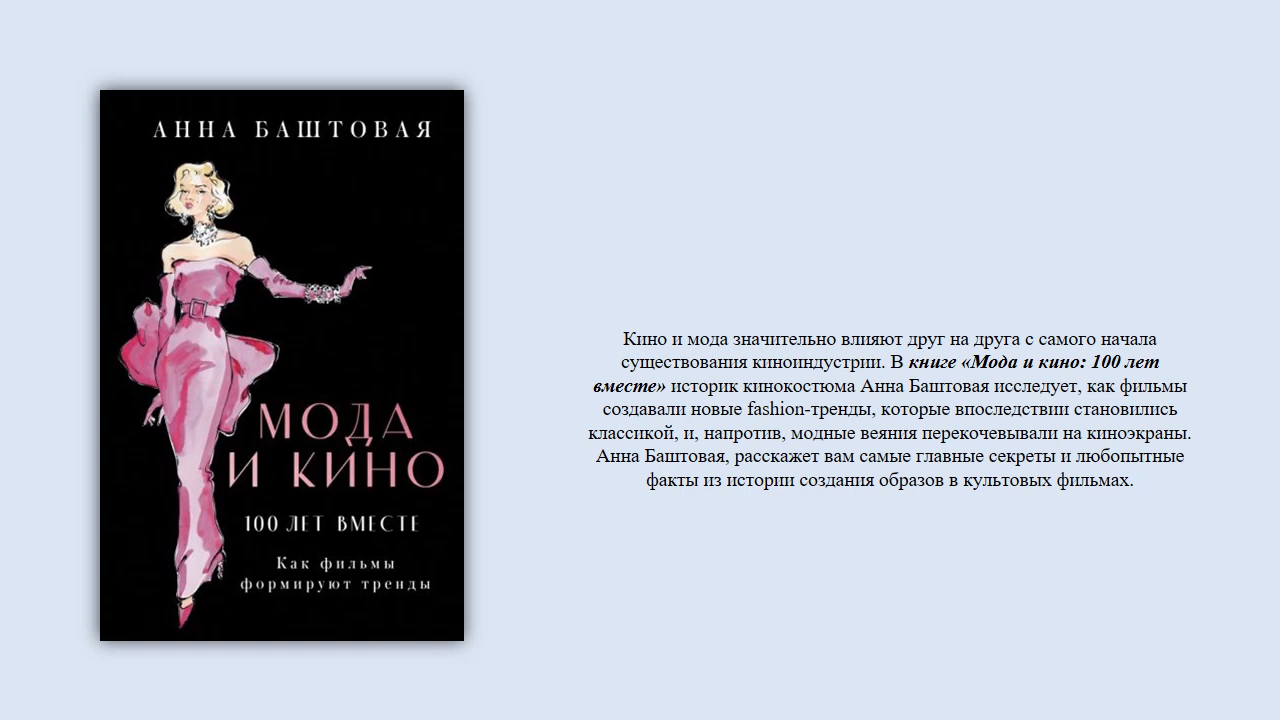 АННА БАШТОВАЯ
МОДА
И КИНО
100 ЛЕТ ВМЕСТЕ
Как фильмы
формируют тренды
Кино и мода значительно влияют друг на друга с самого начала
существования киноиндустрии. В книге «Мода и кино: 100 лет
вместе» историк кинокостюма Анна Баштовая исследует, как фильмы
создавали новые fashion-тренды, которые впоследствии становились
классикой, и, напротив, модные веяния перекочевывали на киноэкраны.
Анна Баштовая, расскажет вам самые главные секреты и любопытные
факты из истории создания образов в культовых фильмах.